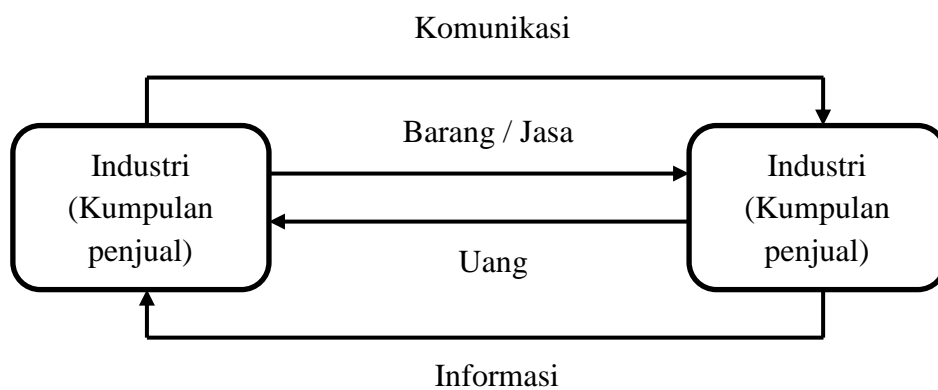 Komunikasi
Barang / Jasa
Industri
(Kumpulan
penjual)
Industri
(Kumpulan
penjual)
Uang
Informasi